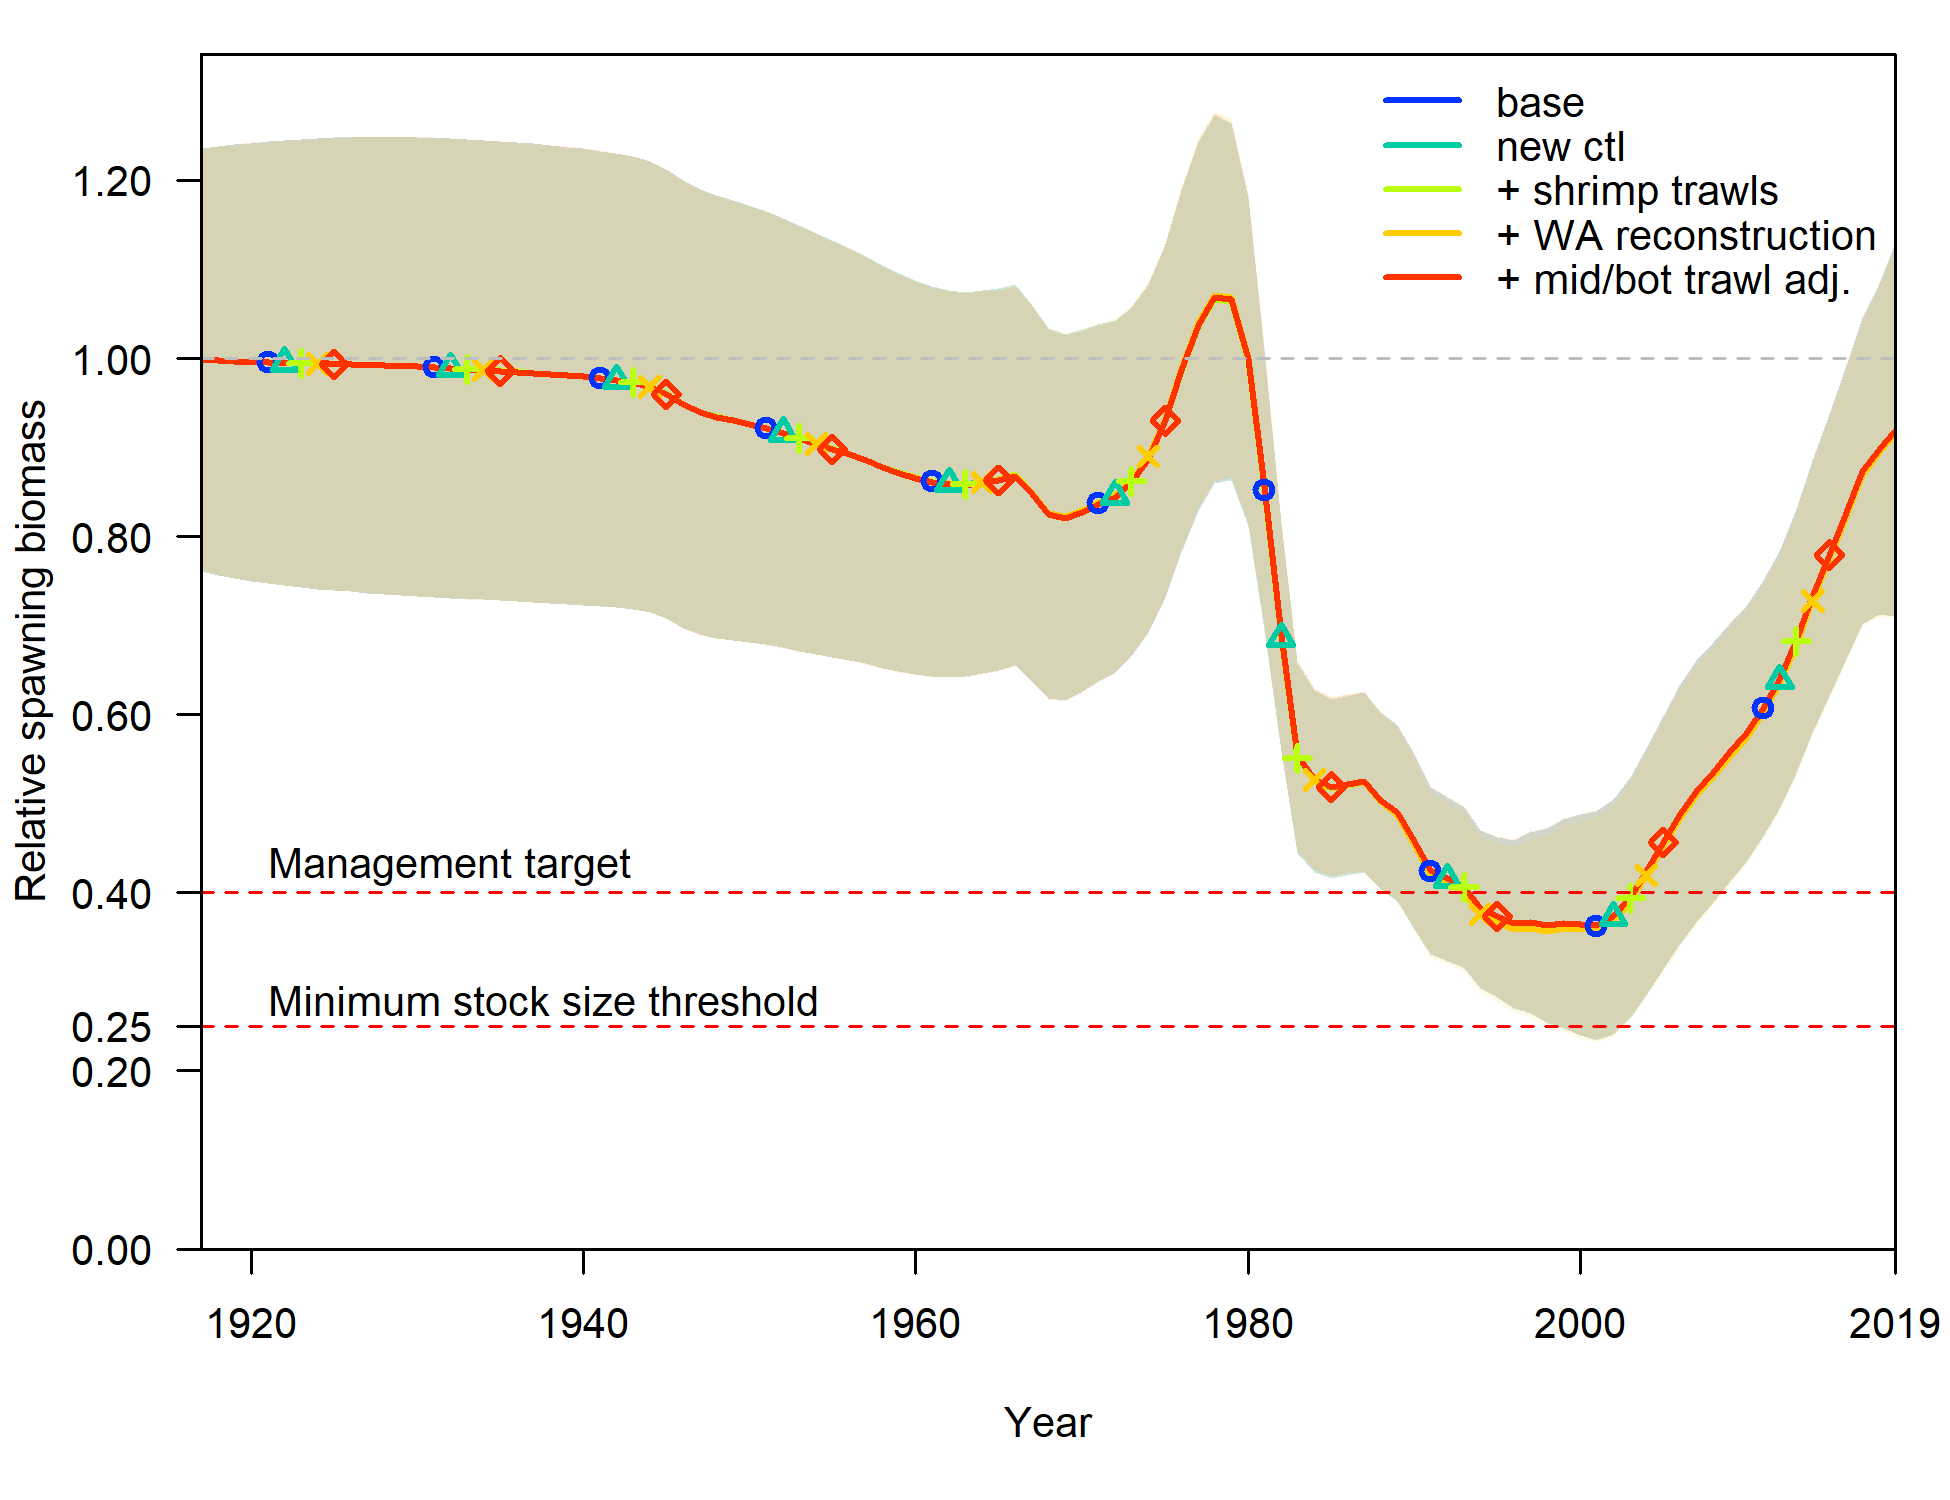 base
new ctl
+ shrimp trawls
+ WA reconstruction
+ mid/bot trawl adj.
1.20
1.00
0.80
0.60
0.40
0.25
0.20
0.00
Relative spawning biomass
Management target
Minimum stock size threshold
1920
1940
1960
1980
2000
2019
Year